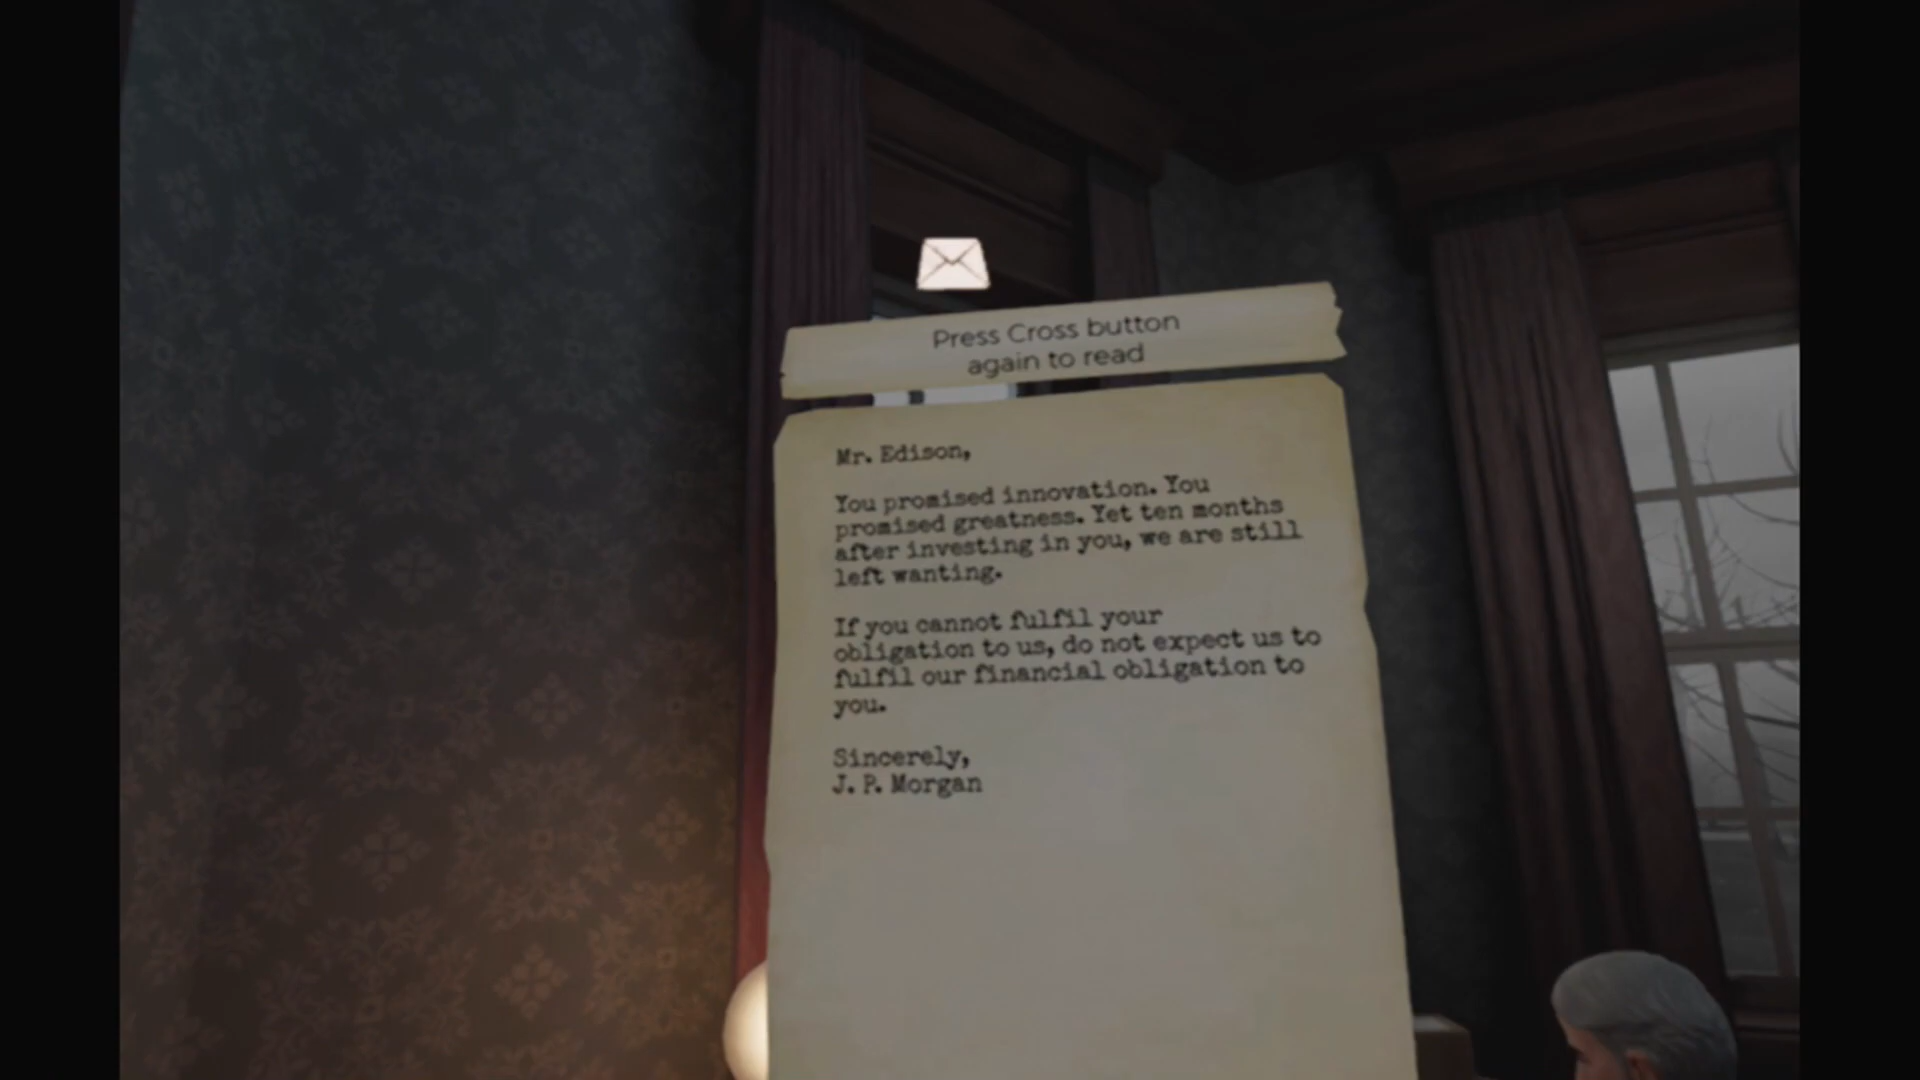 Press Cross button
again to read
Mr. Edison,
You promised innovation. You
promised greatness. Yet ten months
after investing in you, we are still
left wanting.
If you cannot fulfil your
obligation to us, do not expect us to
fulfil our financial obligation to
you.
Sincerely,
J. P. Morgan